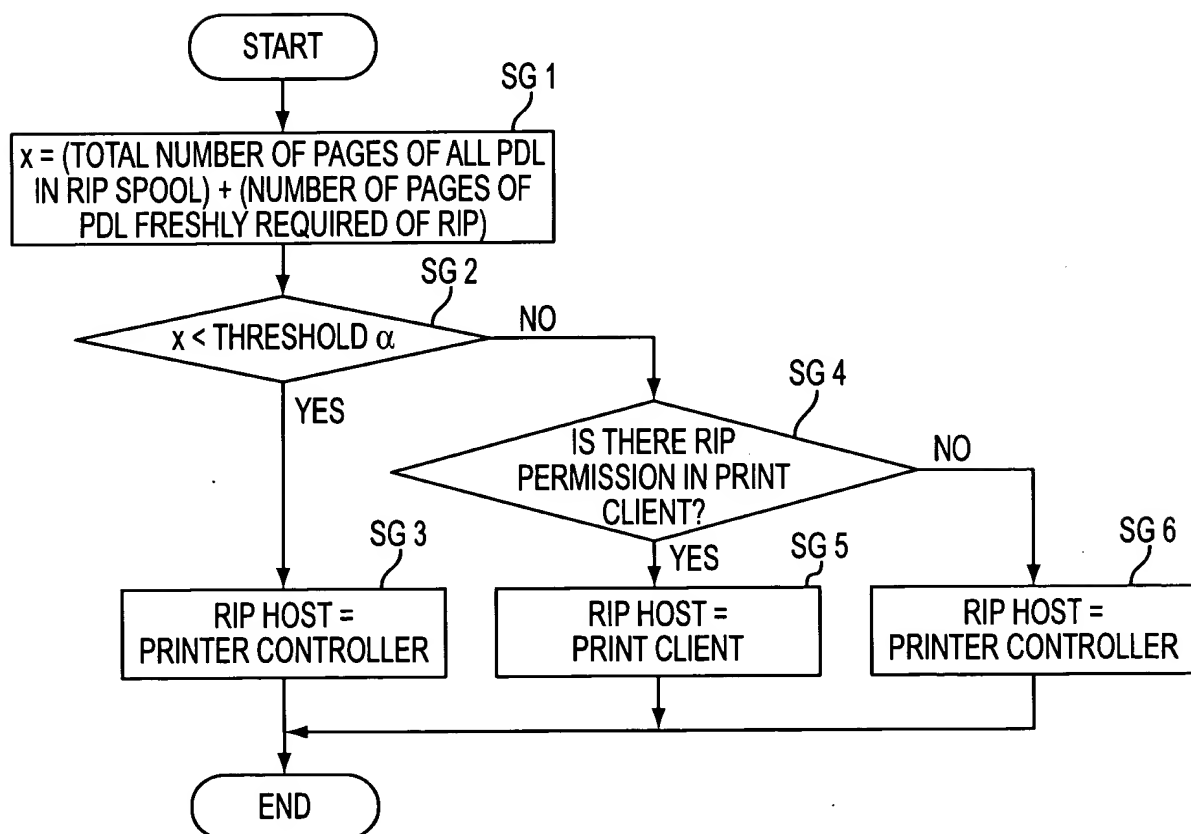 START
SG 1
x = (TOTAL NUMBER OF PAGES OF ALL PDL
IN RIP SPOOL) + (NUMBER OF PAGES OF
PDL FRESHLY REQUIRED OF RIP)
SG 2
x < THRESHOLD α
NO
YES
SG 4
IS THERE RIP
PERMISSION IN PRINT
CLIENT?
NO
YES
SG 3
RIP HOST =
PRINTER CONTROLLER
SG 5
RIP HOST =
PRINT CLIENT
SG 6
RIP HOST =
PRINTER CONTROLLER
END